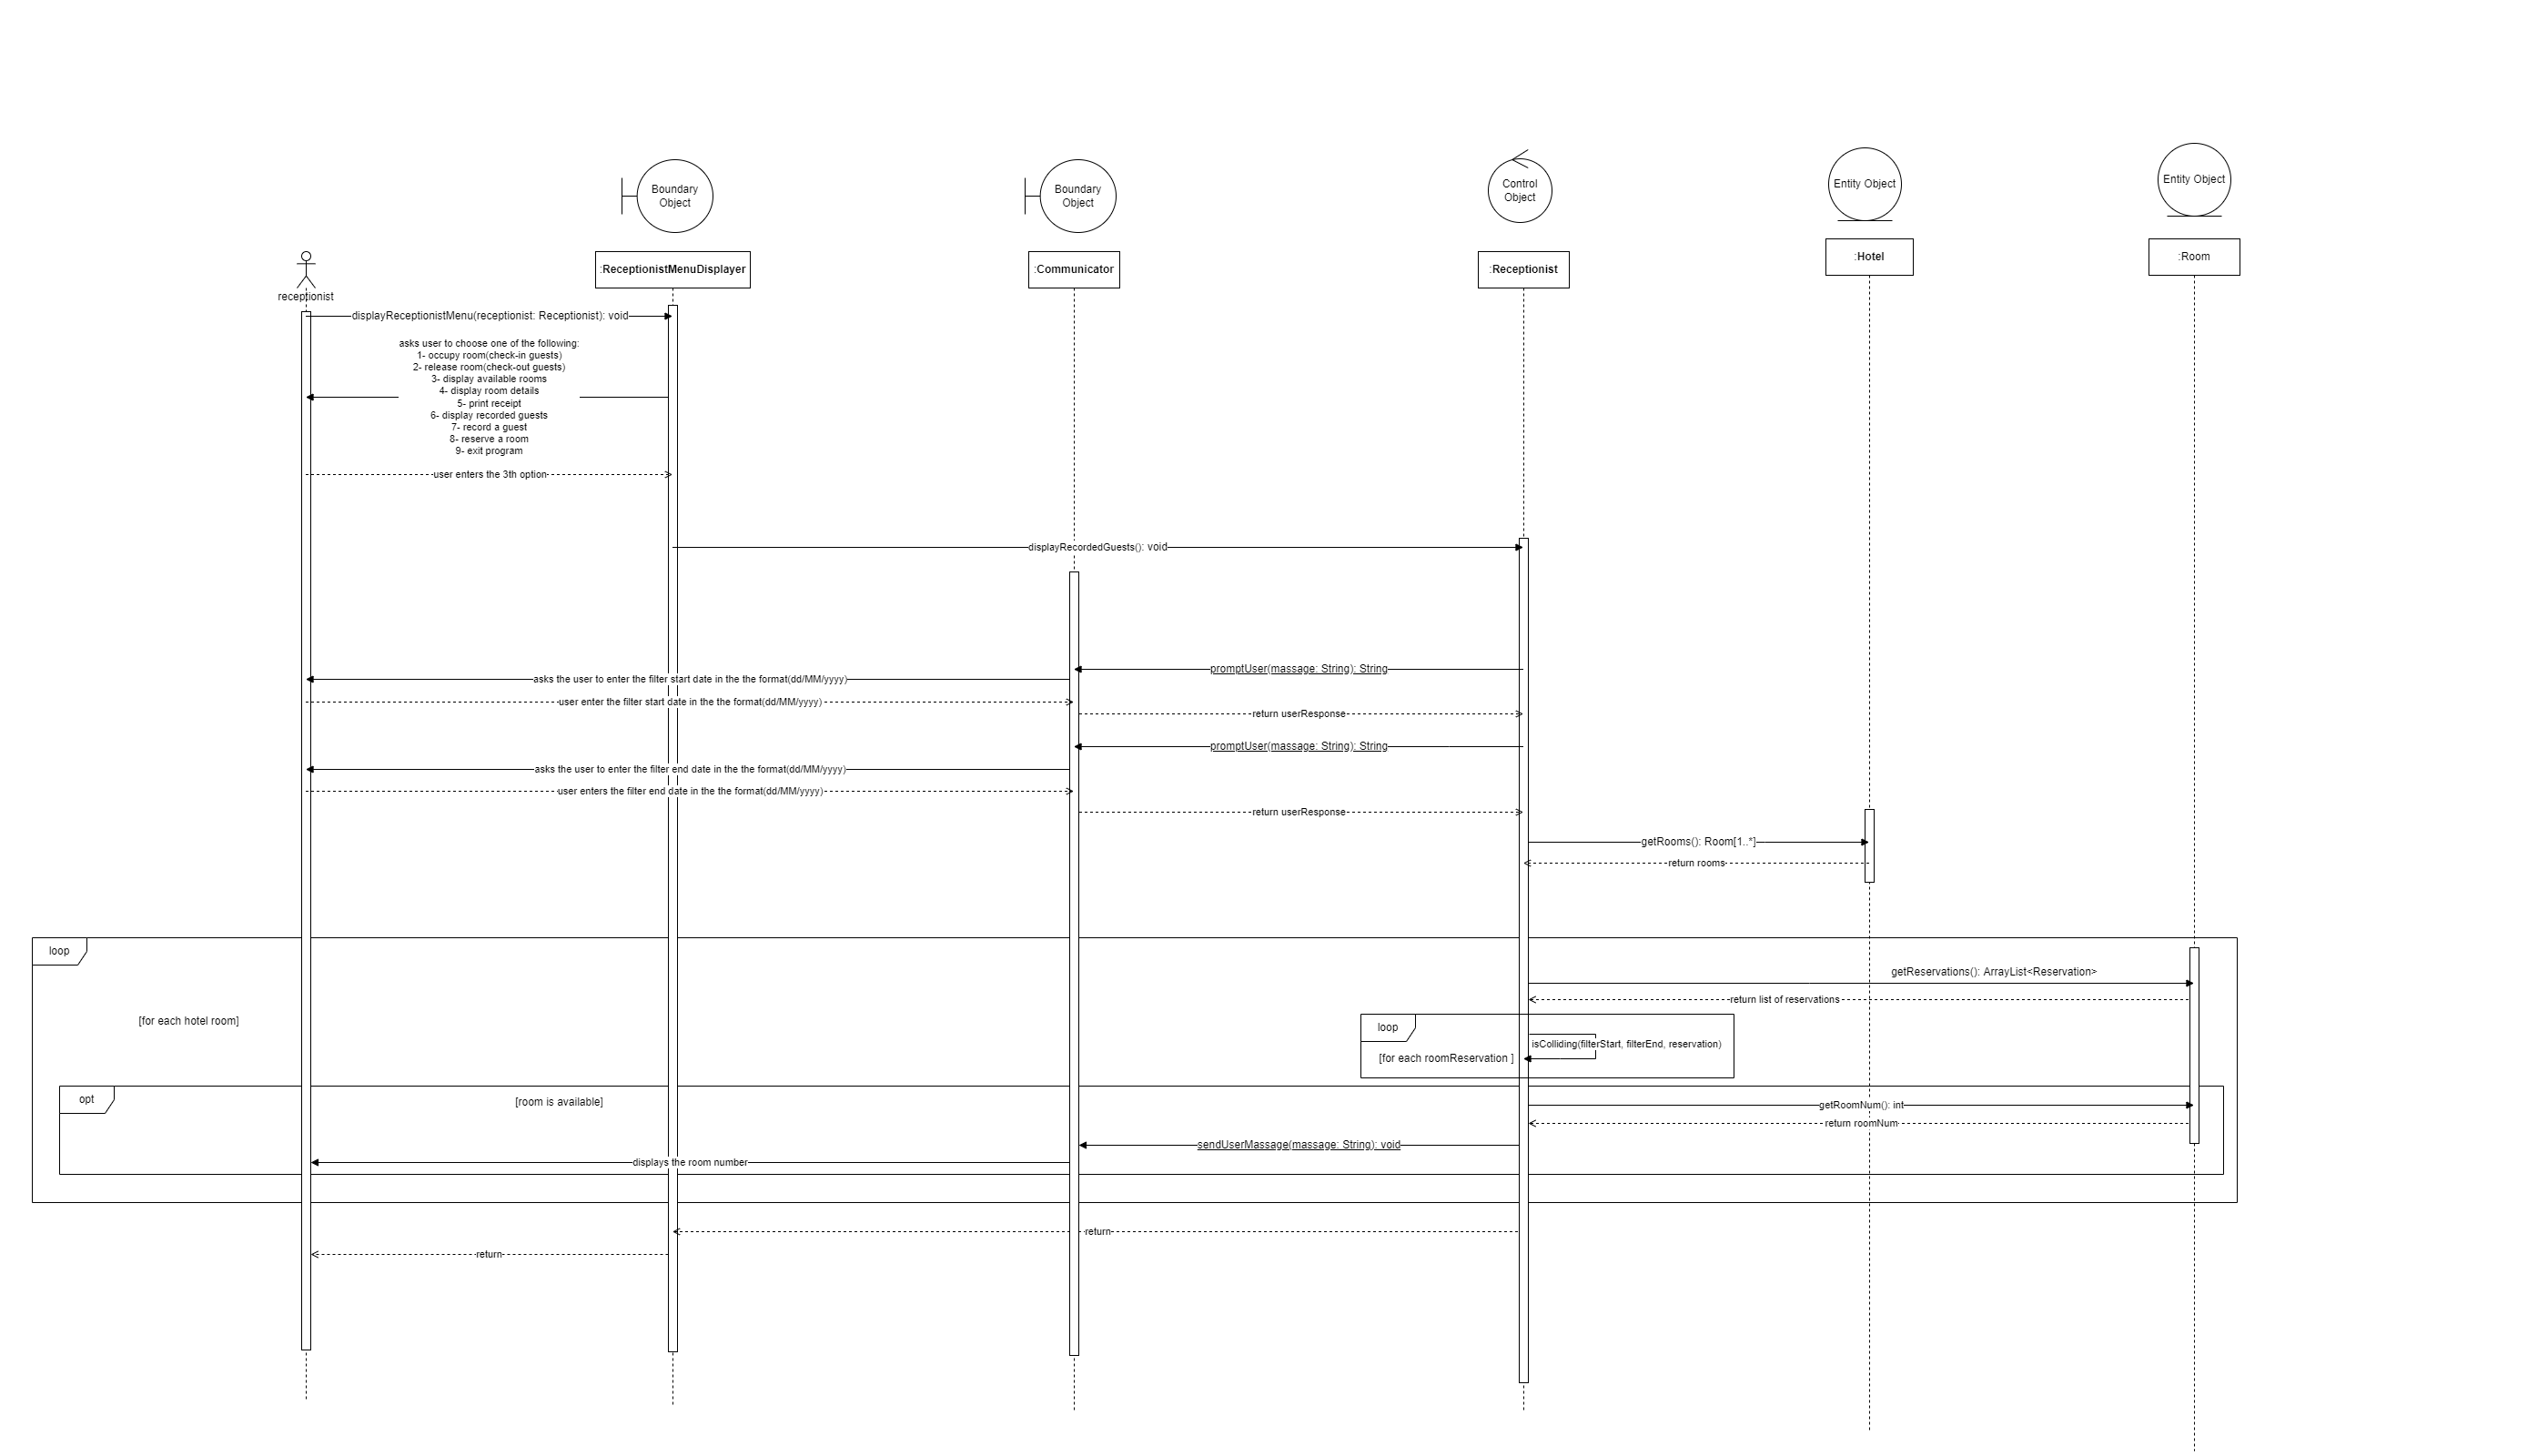 Boundary
Object
Boundary
Object
Control
Object
Entity Object
Entity Object
receptionist
:ReceptionistMenuDisplayer
:Communicator
:Receptionist
:Hotel
:Room
displayReceptionistMenu(receptionist: Receptionist): void
asks user to choose one of the following:
1- occupy room(check-in guests)
2- release room(check-out guests)
3- display available rooms
4- display room details
5- print receipt
6- display recorded guests
7- record a guest
8- reserve a room
9- exit program
user enters the 3th option
displayRecordedGuests(): void
promptUser(massage: String): String
asks the user to enter the filter start date in the the format(dd/MM/yyyy)
user enter the filter start date in the the format(dd/MM/yyyy)
return userResponse
promptUser(massage: String): String
asks the user to enter the filter end date in the the format(dd/MM/yyyy)
user enters the filter end date in the the format(dd/MM/yyyy)
return userResponse
getRooms(): Room[1..*]
return rooms
loop
getReservations(): ArrayList<Reservation>
return list of reservations
[for each hotel room]
loop
isColliding(filterStart, filterEnd, reservation)
[for each roomReservation ]
opt
[room is available]
getRoomNum(): int
return roomNum
sendUserMassage(massage: String): void
displays the room number
return
return